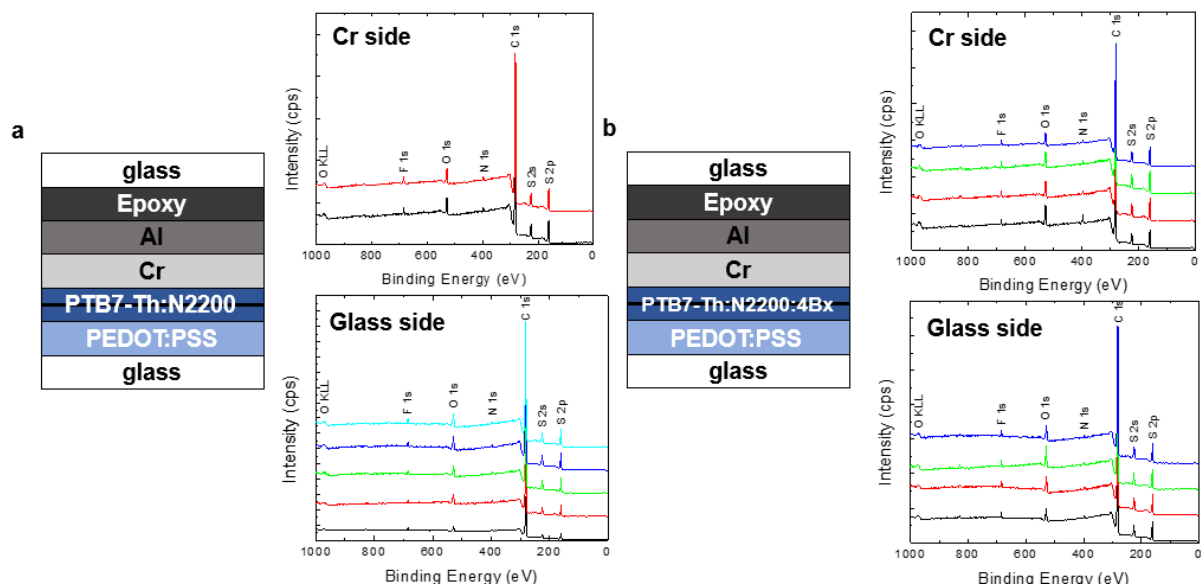 a
glass
Epoxy
Al
Cr
PTB7-Th:N2200
PEDOT:PSS
glass
Cr side
Intensity (cps)
O KLL
F 1s
O 1s
N 1s
C 1s
S 2s
S 2p
1000 800 600 400 200 0
Binding Energy (eV)
Glass side
Intensity (cps)
O KLL
F 1s
O 1s
N 1s
C 1s
S 2s
S 2p
1000 800 600 400 200 0
Binding Energy (eV)
b
glass
Epoxy
Al
Cr
PTB7-Th:N2200:4Bx
PEDOT:PSS
glass
Cr side
Intensity (cps)
O KLL
F 1s
O 1s
N 1s
C 1s
S 2s
S 2p
1000 800 600 400 200 0
Binding Energy (eV)
Glass side
Intensity (cps)
O KLL
F 1s
O 1s
N 1s
C 1s
S 2s
S 2p
1000 800 600 400 200 0
Binding Energy (eV)